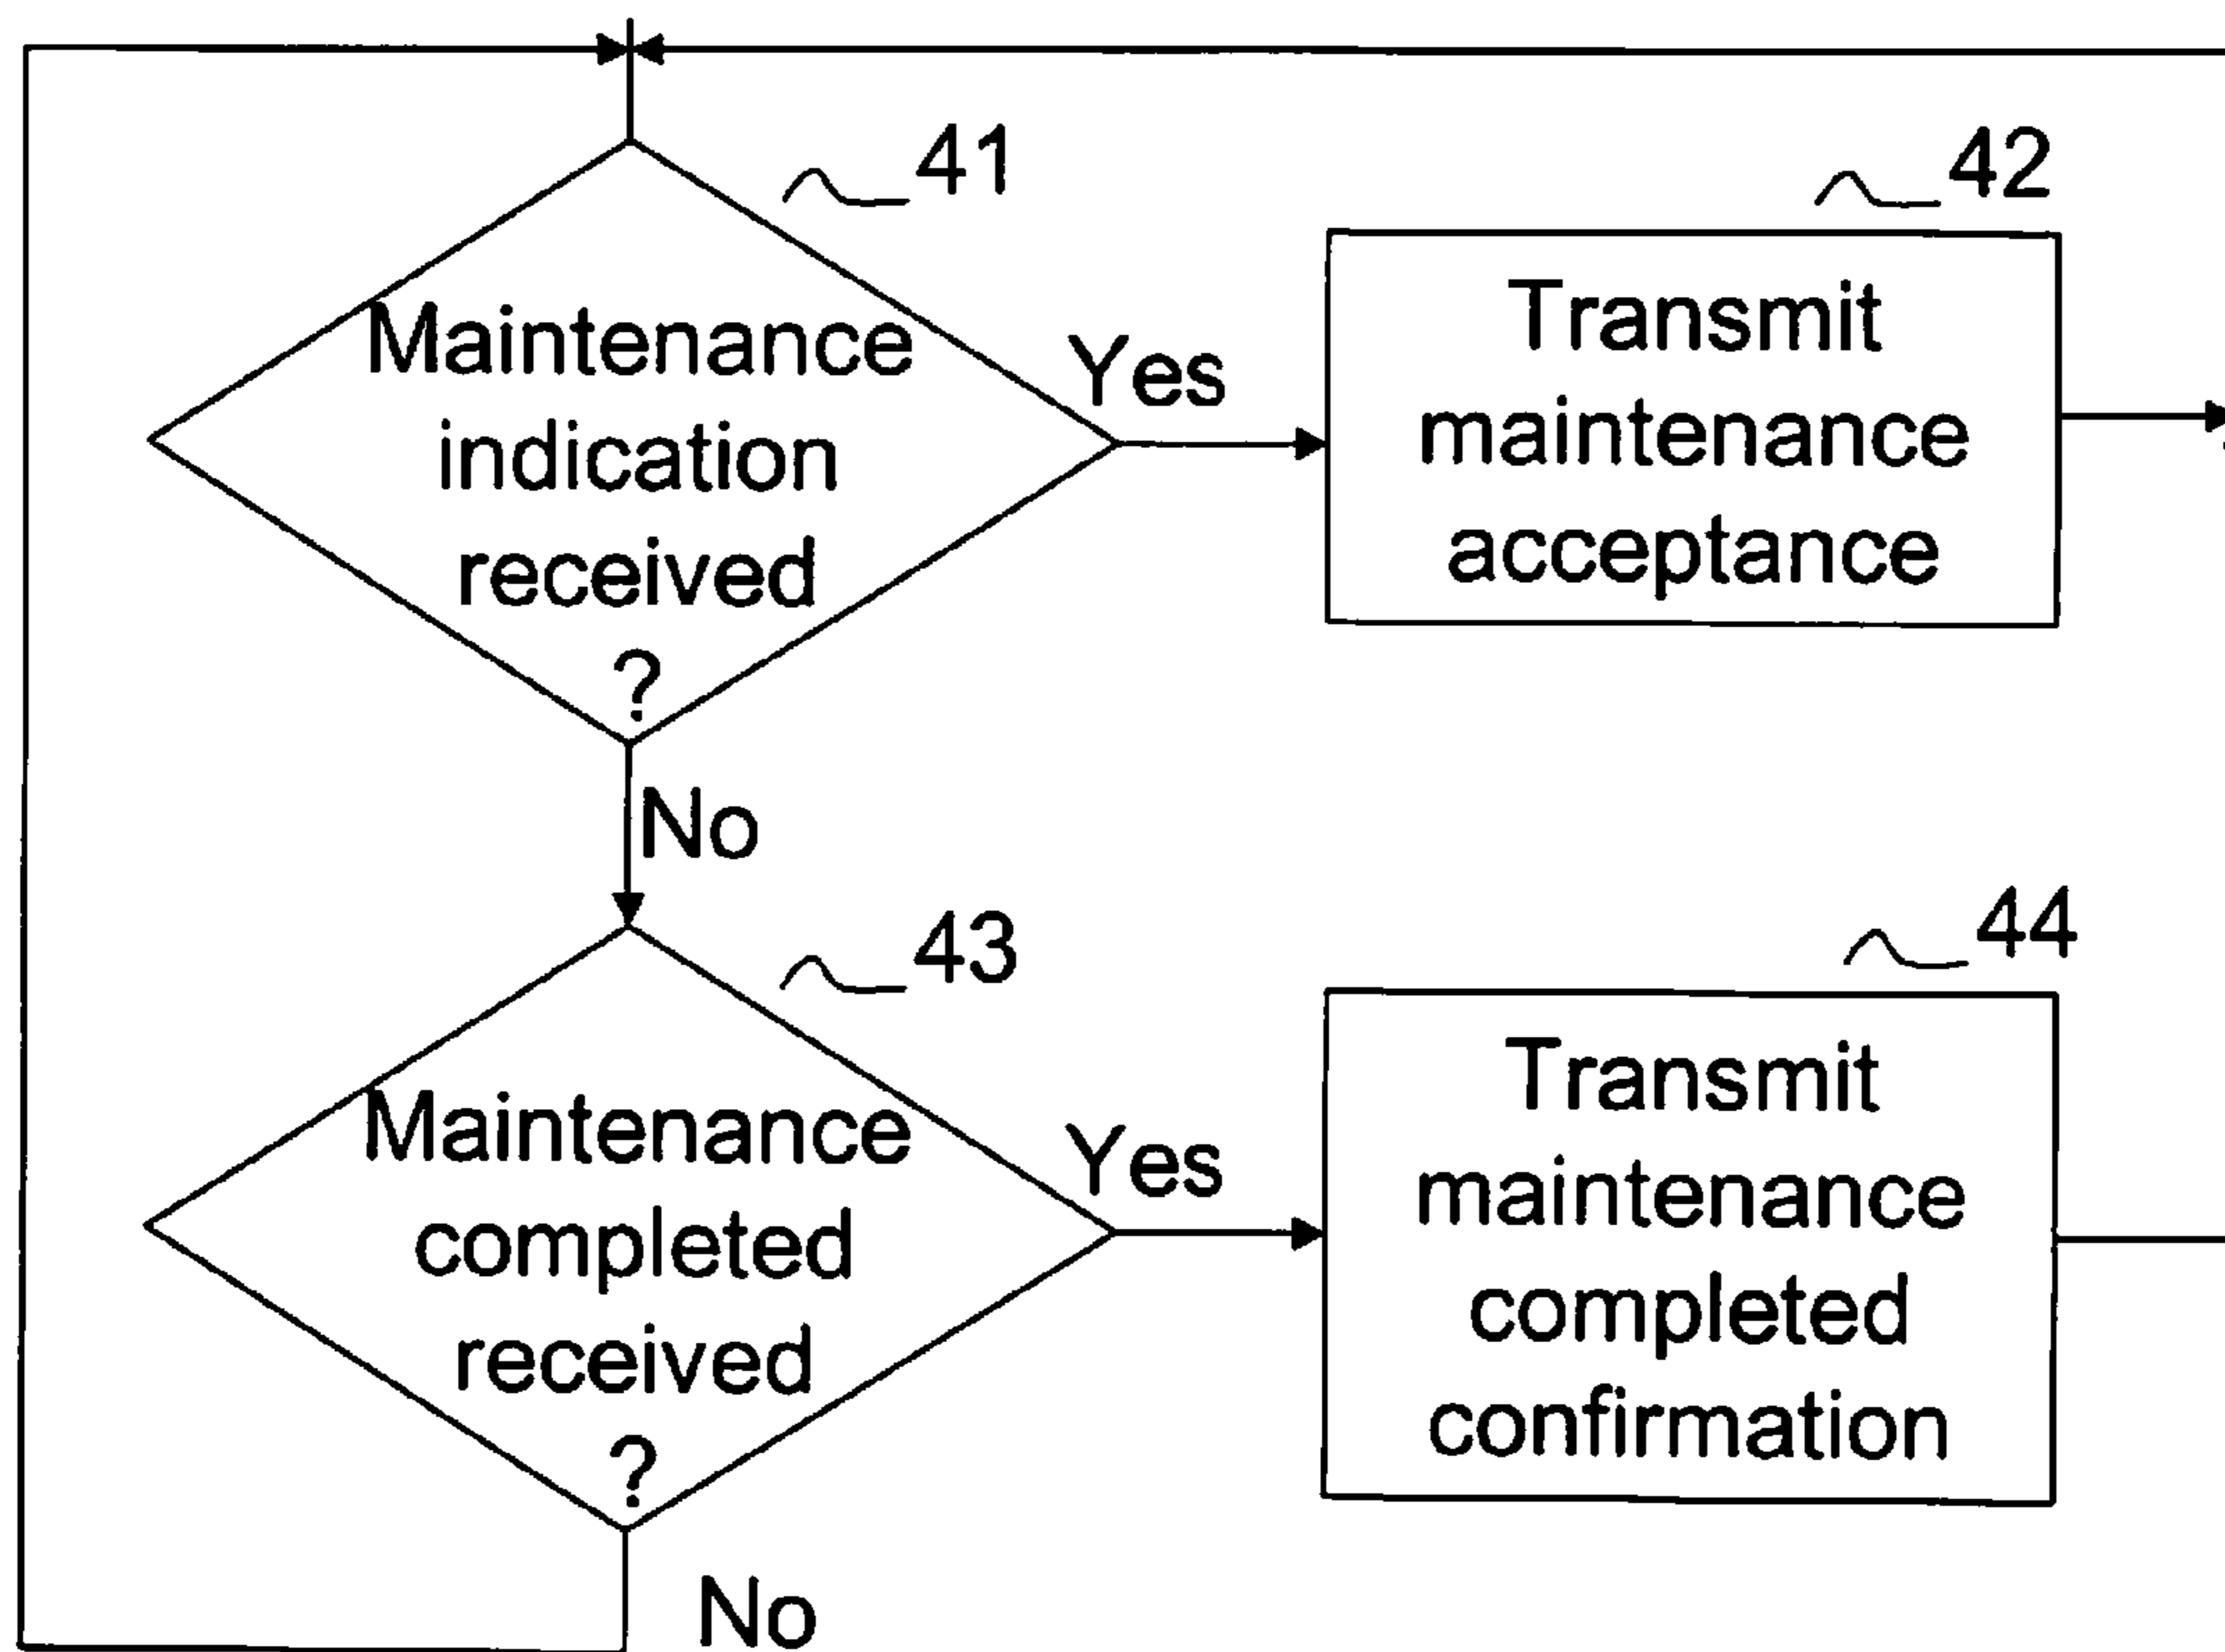 41
Maintenance
indication
received
?
Yes
42
Transmit
maintenance
acceptance
No
43
Maintenance
completed
received
?
Yes
44
Transmit
maintenance
completed
confirmation
No